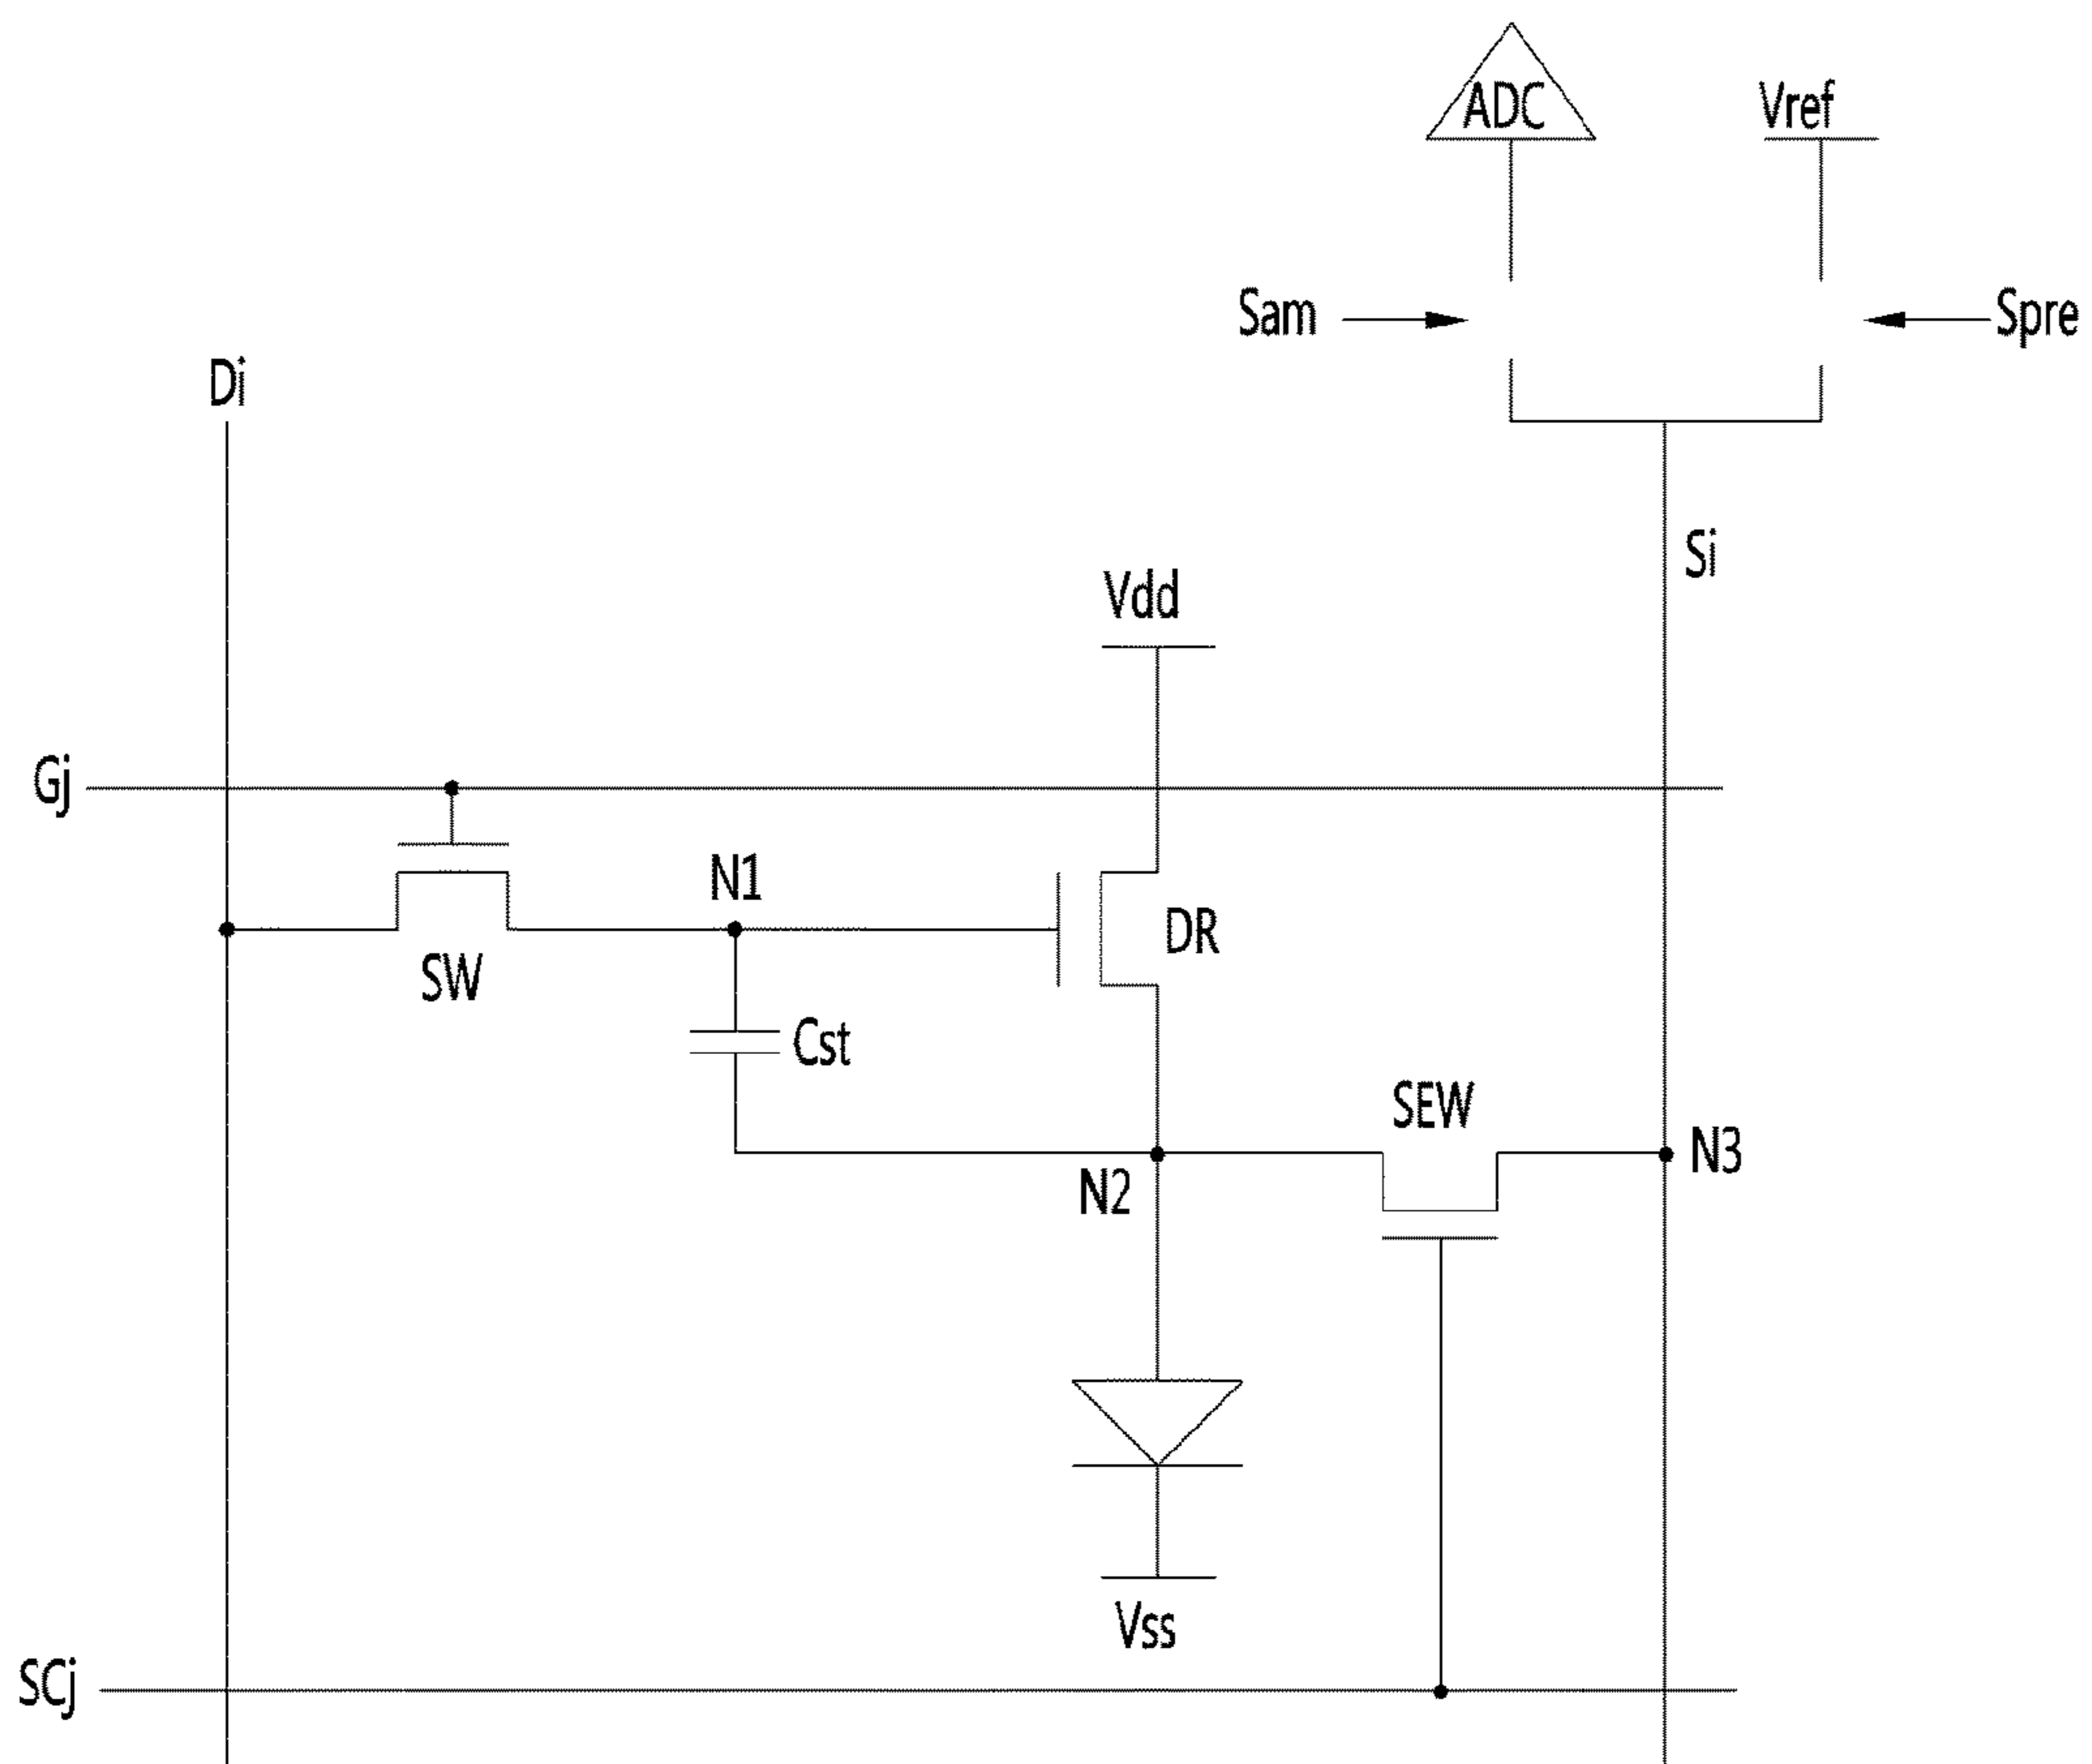 ADC
Vref
Sam
Spre
Di
Si
Vdd
Gj
N1
DR
SW
Cst
SEW
N3
N2
Vss
SCj